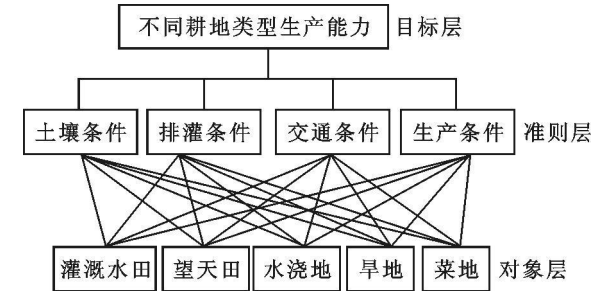 不同耕地类型生产能力 目标层
土壤条件 排灌条件 交通条件 生产条件 准则层
灌溉水田 望天田 水浇地 旱地 菜地 对象层